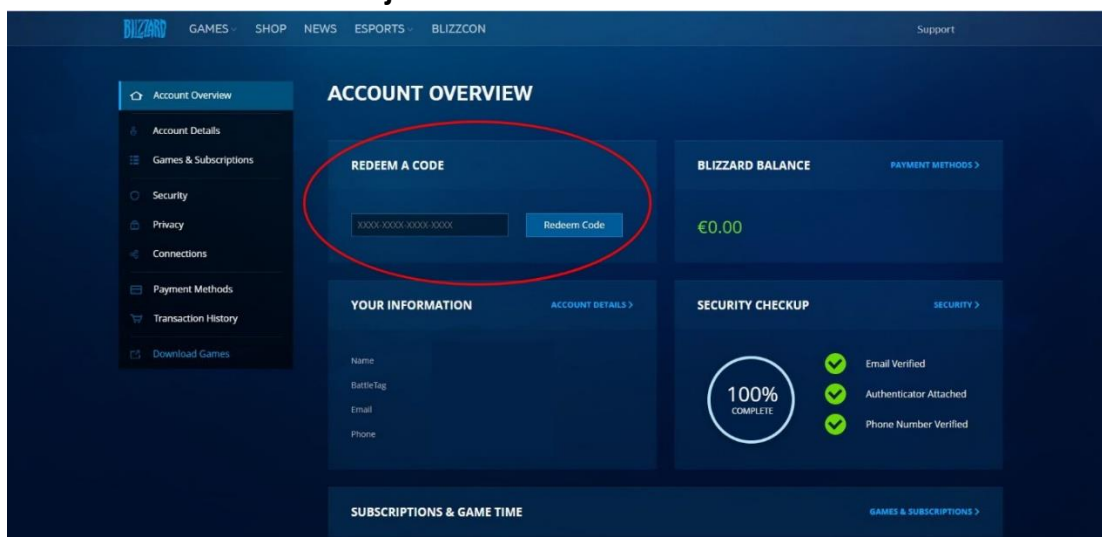 BLIZZARD GAMES SHOP NEWS ESPORTS BLIZZCON Support
Account Overview
Account Details
Games & Subscriptions
Security
Privacy
Connections
Payment Methods
Transaction History
Download Games
ACCOUNT OVERVIEW
REDEEM A CODE
XXXX-XXXX-XXXX-XXXX Redeem Code
BLIZZARD BALANCE PAYMENT METHODS >
€0.00
YOUR INFORMATION ACCOUNT DETAILS >
Name
BattleTag
Email
Phone
SECURITY CHECKUP SECURITY >
100%
COMPLETE
Email Verified
Authenticator Attached
Phone Number Verified
SUBSCRIPTIONS & GAME TIME GAMES & SUBSCRIPTIONS >